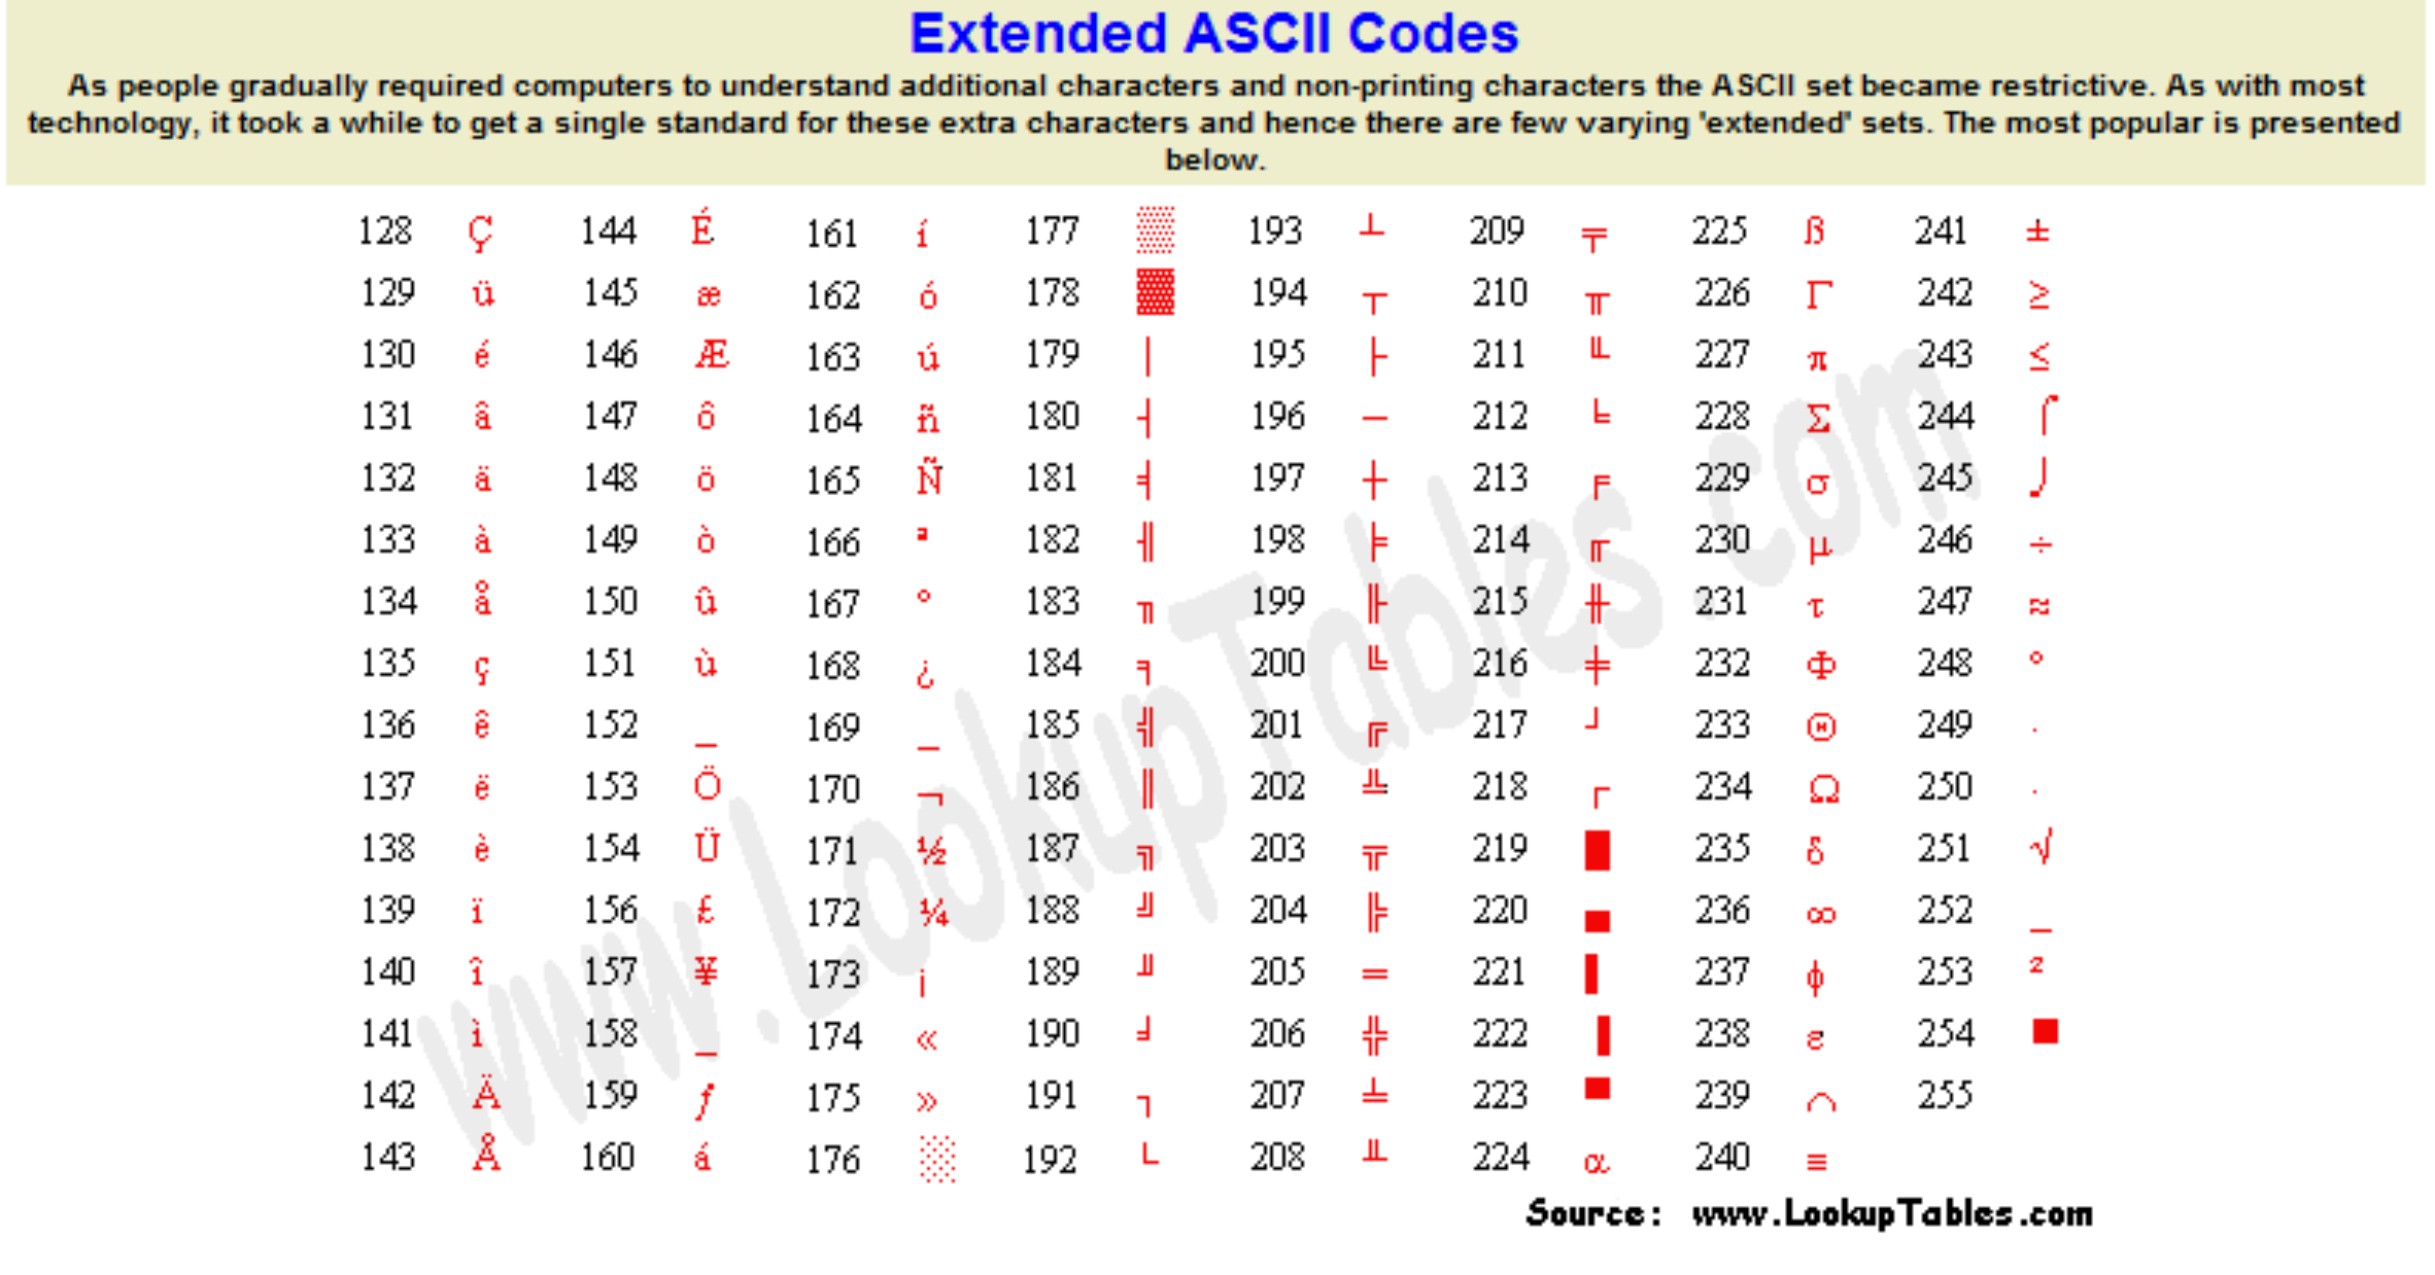 Extended ASCII Codes
As people gradually required computers to understand additional characters and non-printing characters the ASCII set became restrictive. As with most
technology, it took a while to get a single standard for these extra characters and hence there are few varying 'extended' sets. The most popular is presented
below.
128 Ç 144 É 161 í 177 ▒ 193 ┴ 209 ╤ 225 ß 241 ±
129 ü 145 æ 162 ó 178 ▓ 194 ┬ 210 ╥ 226 Γ 242 ≥
130 é 146 Æ 163 ú 179 │ 195 ├ 211 ╙ 227 π 243 ≤
131 â 147 ô 164 ñ 180 ┤ 196 ─ 212 ╘ 228 Σ 244 ⌠
132 ä 148 ö 165 Ñ 181 ╡ 197 ┼ 213 ╒ 229 σ 245 ⌡
133 à 149 ò 166 ª 182 ╢ 198 ╞ 214 ╓ 230 µ 246 ÷
134 å 150 û 167 º 183 ╖ 199 ╟ 215 ╫ 231 τ 247 ≈
135 ç 151 ù 168 ¿ 184 ╕ 200 ╚ 216 ╪ 232 Φ 248 °
136 ê 152 _ 169 _ 185 ╣ 201 ╔ 217 ┘ 233 Θ 249 ∙
137 ë 153 Ö 170 ¬ 186 ║ 202 ╩ 218 ┌ 234 Ω 250 ·
138 è 154 Ü 171 ½ 187 ╗ 203 ╦ 219 █ 235 δ 251 √
139 ï 156 £ 172 ¼ 188 ╝ 204 ╠ 220 ▄ 236 ∞ 252 _
140 î 157 ¥ 173 ¡ 189 ╜ 205 ═ 221 ▌ 237 φ 253 ²
141 ì 158 _ 174 « 190 ╛ 206 ╬ 222 ▐ 238 ε 254 ■
142 Ä 159 ƒ 175 » 191 ┐ 207 ╧ 223 ▀ 239 ∩ 255
143 Å 160 á 176 ░ 192 └ 208 ╨ 224 α 240 ≡
www.LookupTables.com
Source: www.LookupTables.com